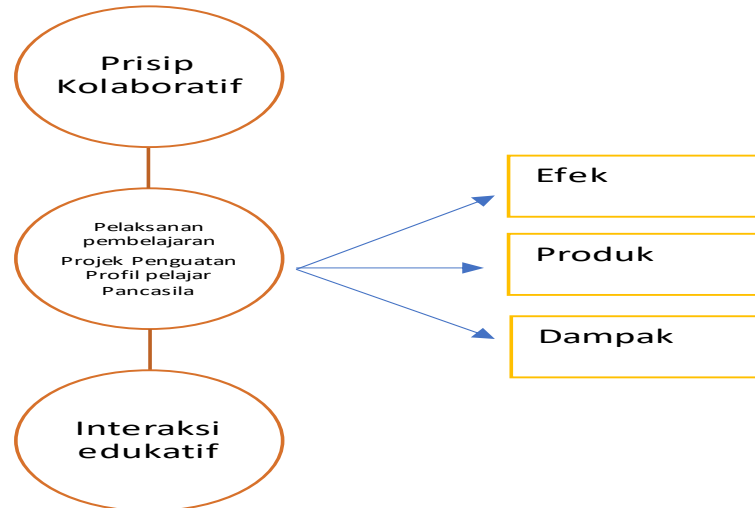 Prisip
Kolaboratif
Pelaksanan
pembelajaran
Projek Penguatan
Profil pelajar
Pancasila
Interaksi
edukatif
Efek
Produk
Dampak